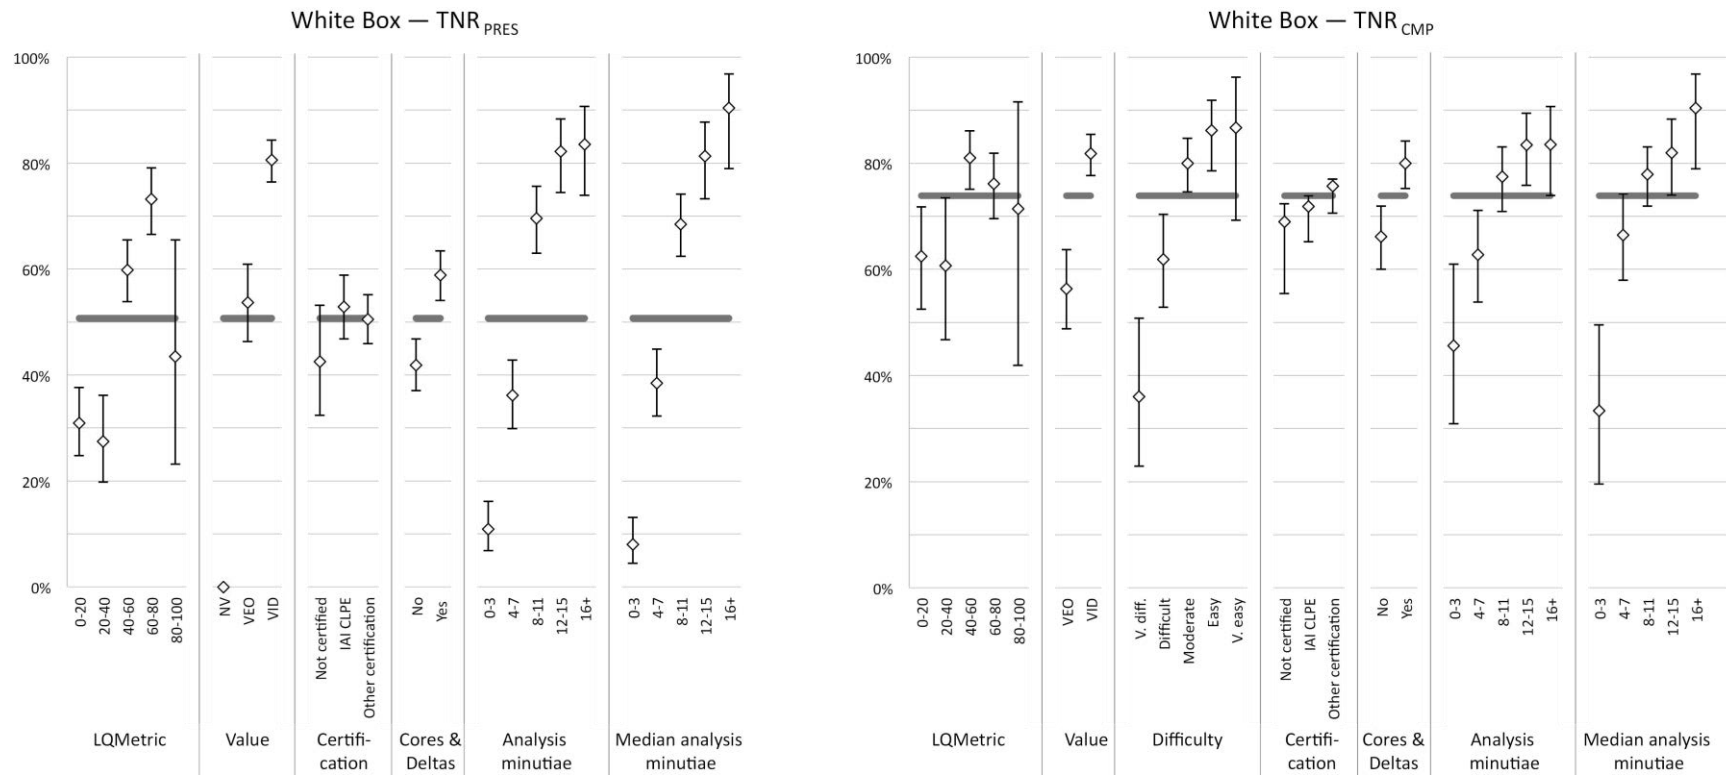 White Box — TNR PRES
100%
80%
60%
40%
20%
0%
0-20
20-40
40-60
60-80
80-100
NV
VEO
VID
Not certified
IAI CLPE
Other certification
No
Yes
0-3
4-7
8-11
12-15
16+
0-3
4-7
8-11
12-15
16+
LQMetric
Value
Certifi-
cation
Cores &
Deltas
Analysis
minutiae
Median analysis
minutiae
White Box — TNR CMP
100%
80%
60%
40%
20%
0%
0-20
20-40
40-60
60-80
80-100
VEO
VID
V. diff.
Difficult
Moderate
Easy
V. easy
Not certified
IAI CLPE
Other certification
No
Yes
0-3
4-7
8-11
12-15
16+
0-3
4-7
8-11
12-15
16+
LQMetric
Value
Difficulty
Certifi-
cation
Cores &
Deltas
Analysis
minutiae
Median analysis
minutiae